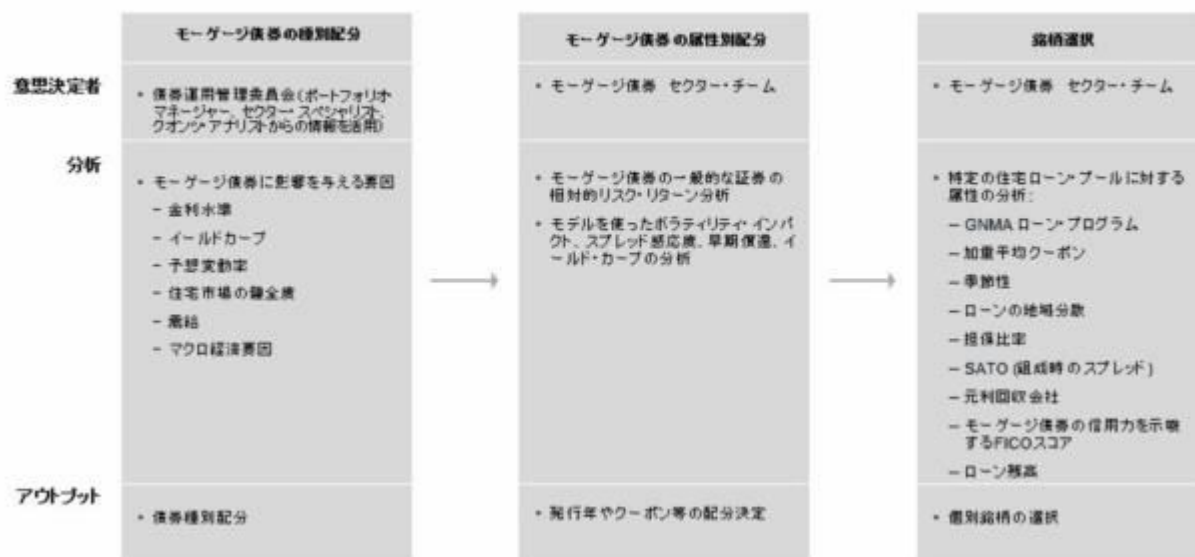 モーゲージ債券の種別配分
モーゲージ債券の属性別配分
銘柄選択
意思決定者
• 債券運用管理委員会(ポートフォリオ・
マネージャー、セクター・スペシャリスト、
クオンツ・アナリストからの情報を活用)
• モーゲージ債券 セクター・チーム
• モーゲージ債券 セクター・チーム
分析
• モーゲージ債券に影響を与える要因
– 金利水準
– イールドカーブ
– 予想変動率
– 住宅市場の健全度
– 需給
– マクロ経済要因
• モーゲージ債券の一般的な証券の
相対的リスク・リターン分析
• モデルを使ったボラティリティ・インパ
クト、スプレッド感応度、早期償還、イ
ールド・カーブの分析
• 特定の住宅ローン・プールに対する
属性の分析:
– GNMA ローン・プログラム
– 加重平均クーポン
– 季節性
– ローンの地域分散
– 担保比率
– SATO (組成時のスプレッド)
– 元利回収会社
– モーゲージ債券の信用力を示唆
するFICOスコア
– ローン残高
アウトプット
• 債券種別配分
• 発行年やクーポン等の配分決定
• 個別銘柄の選択